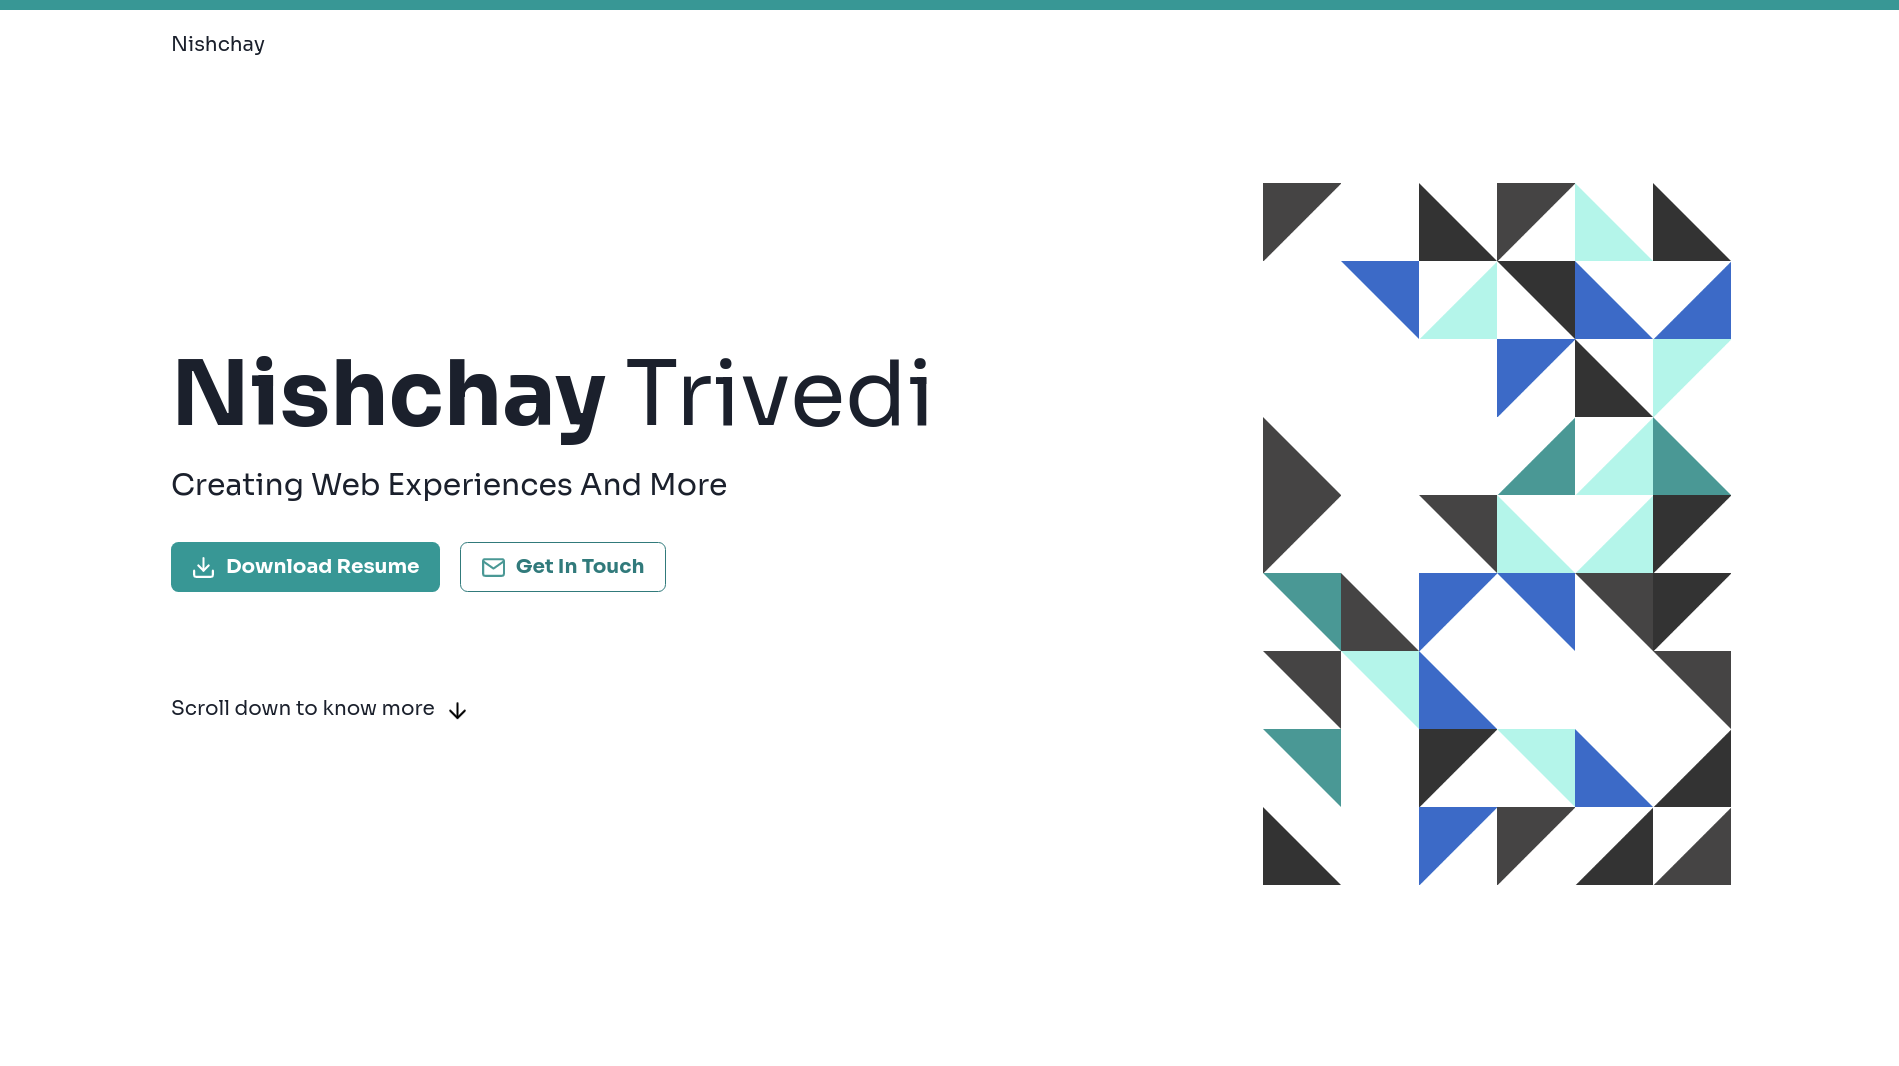 Nishchay
Nishchay Trivedi
Creating Web Experiences And More
Download Resume
Get In Touch
Scroll down to know more